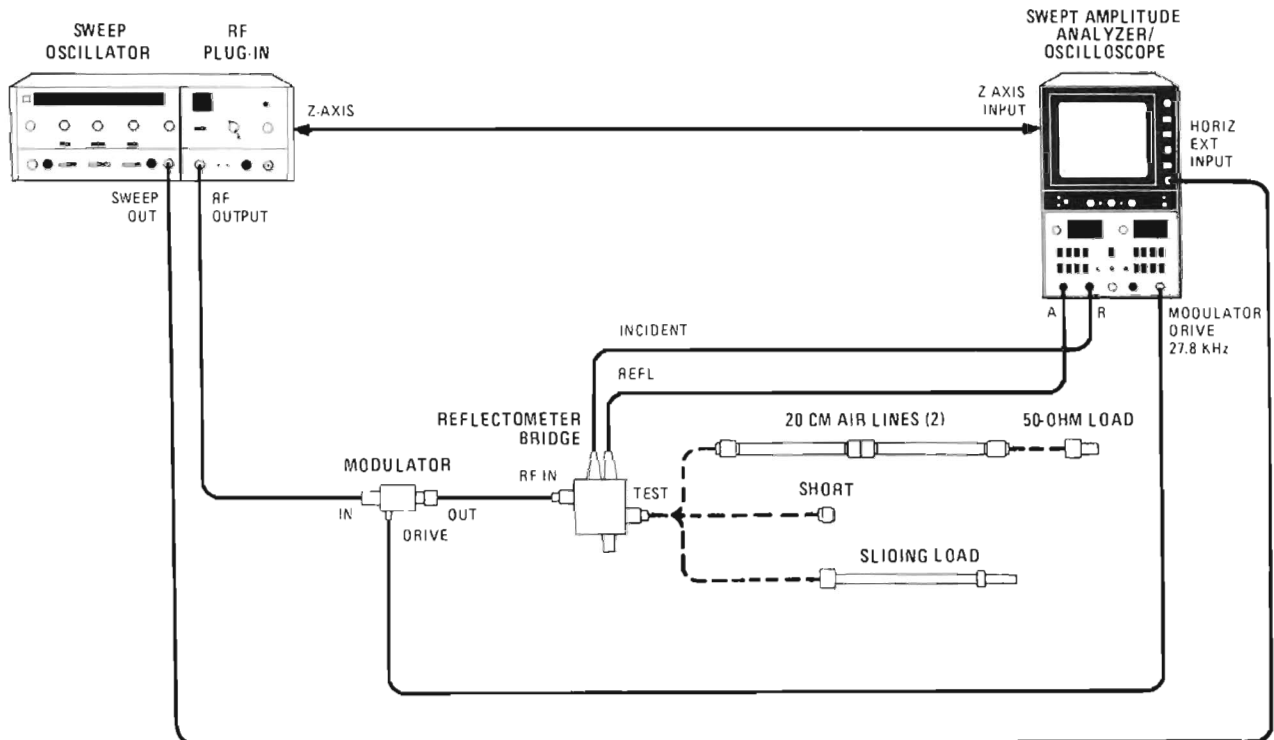 SWEEP
OSCILLATOR
RF
PLUG-IN
SWEPT AMPLITUDE
ANALYZER/
OSCILLOSCOPE
Z-AXIS
Z AXIS
INPUT
HORIZ
EXT
INPUT
SWEEP
OUT
RF
OUTPUT
A
R
MODULATOR
DRIVE
27.8 KHz
INCIDENT
REFL
REFLECTOMETER
BRIDGE
20 CM AIR LINES (2)
50-OHM LOAD
MODULATOR
RF IN
TEST
SHORT
IN
OUT
DRIVE
SLIDING LOAD